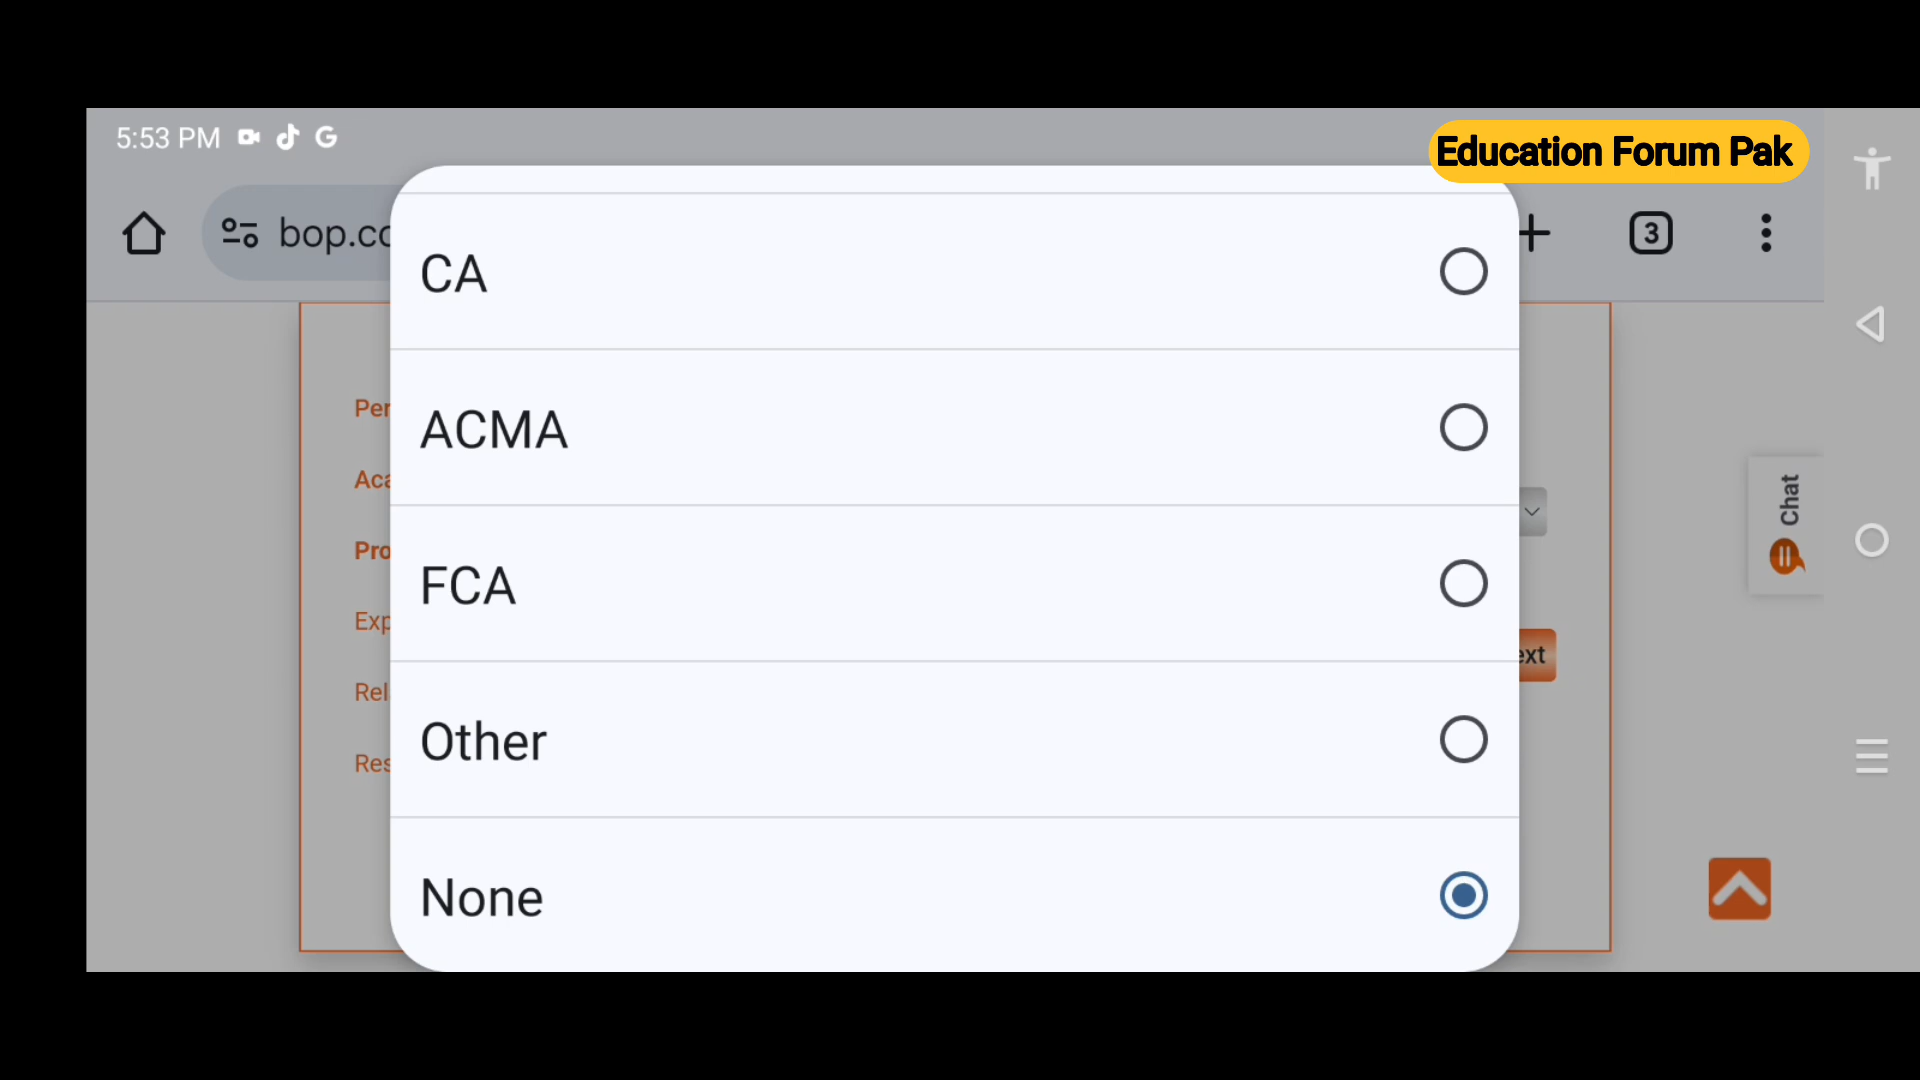 5:53 PM
Education Forum Pak
bop.co
3
CA
ACMA
FCA
Other
None
Per
Aca
Pro
Exp
Rel
Res
ext
Chat